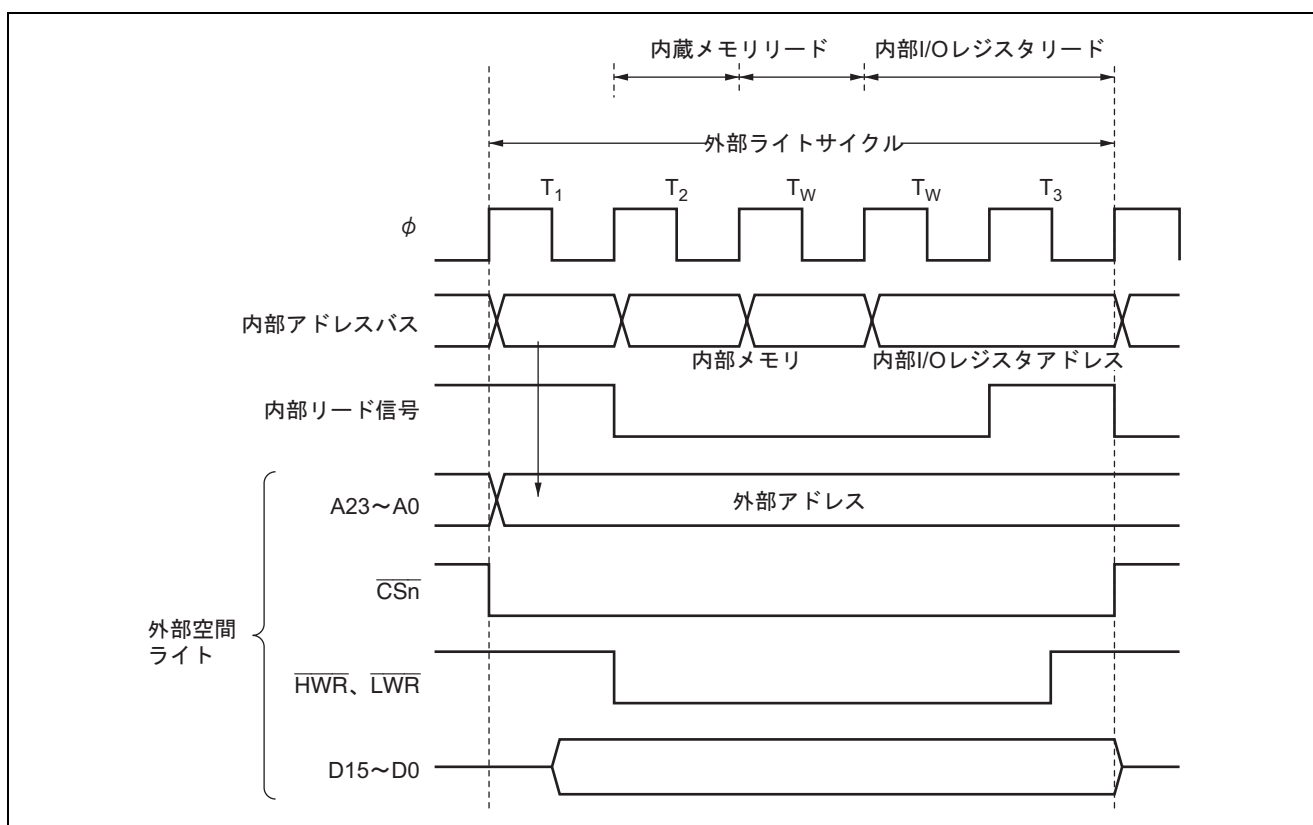 内蔵メモリリード 内部I/Oレジスタリード
外部ライトサイクル
T1 T2 TW TW T3
φ
内部アドレスバス
内部メモリ 内部I/Oレジスタアドレス
内部リード信号
A23～A0 外部アドレス
CSn
外部空間
ライト
HWR、LWR
D15～D0